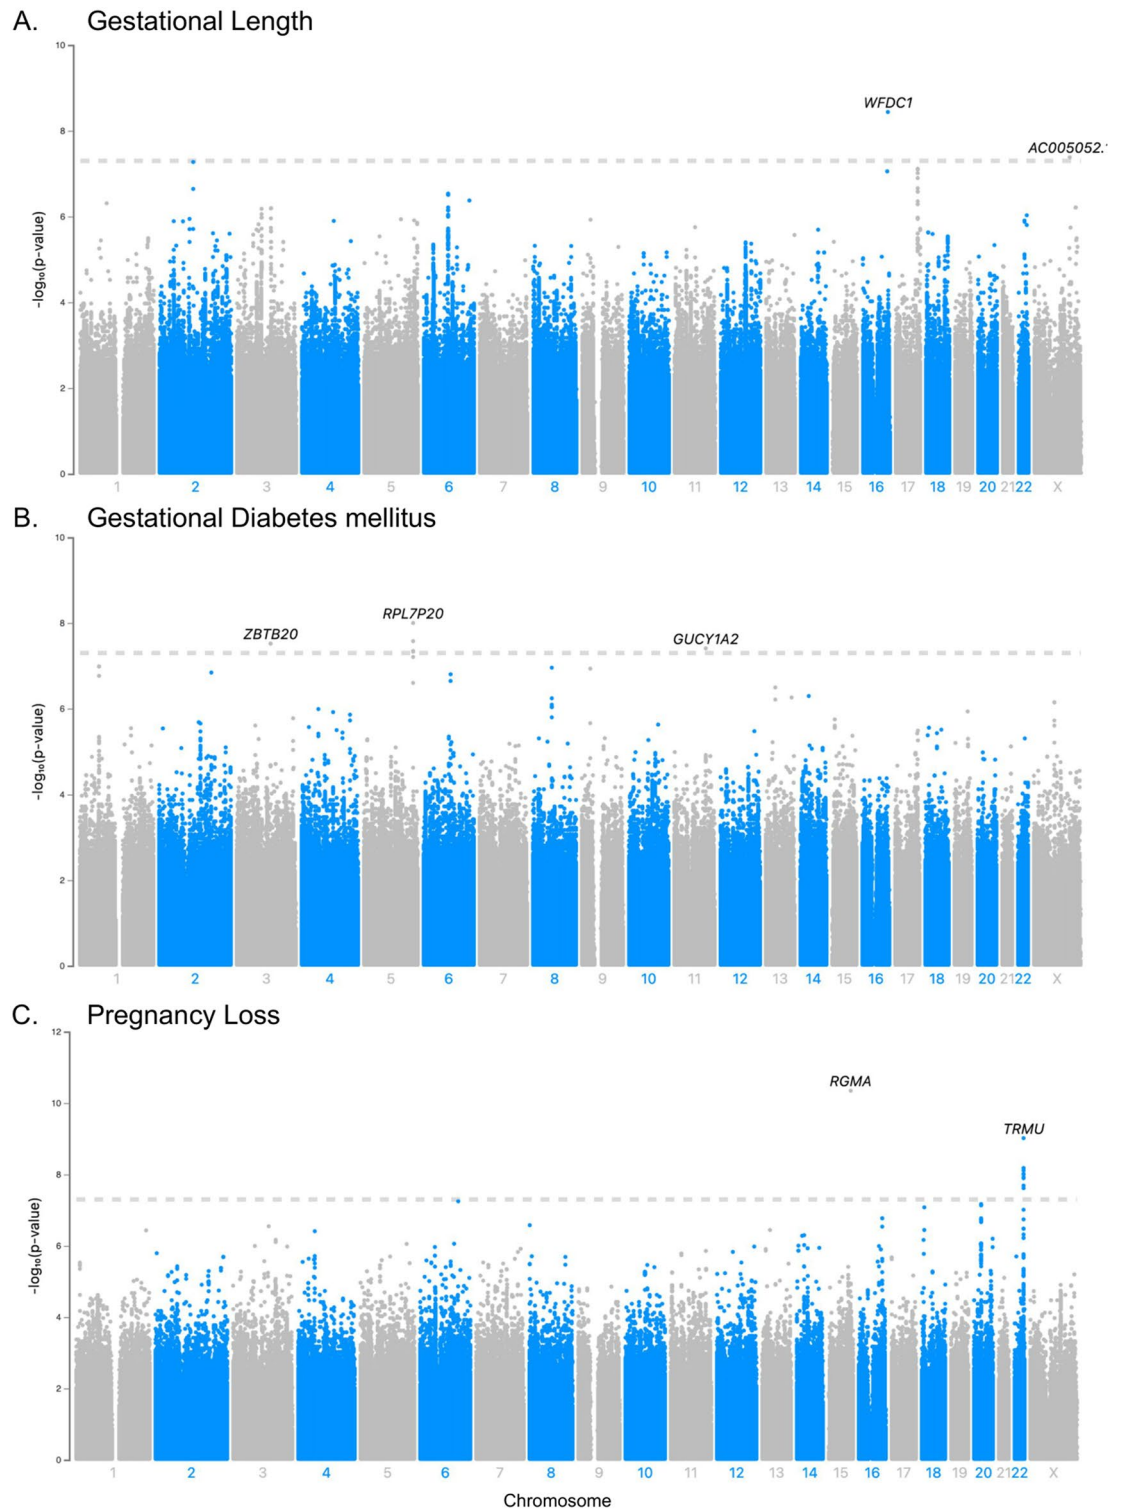 A. Gestational Length
10
WFDC1
8
AC005052.
6
-log₁₀(p-value)
4
2
0
1 2 3 4 5 6 7 8 9 10 11 12 13 14 15 16 17 18 19 20 21 22 X
B. Gestational Diabetes mellitus
10
RPL7P20
8
ZBTB20
GUCY1A2
6
-log₁₀(p-value)
4
2
0
1 2 3 4 5 6 7 8 9 10 11 12 13 14 15 16 17 18 19 20 21 22 X
C. Pregnancy Loss
12
RGMA
10
TRMU
8
6
-log₁₀(p-value)
4
2
0
1 2 3 4 5 6 7 8 9 10 11 12 13 14 15 16 17 18 19 20 21 22 X
Chromosome